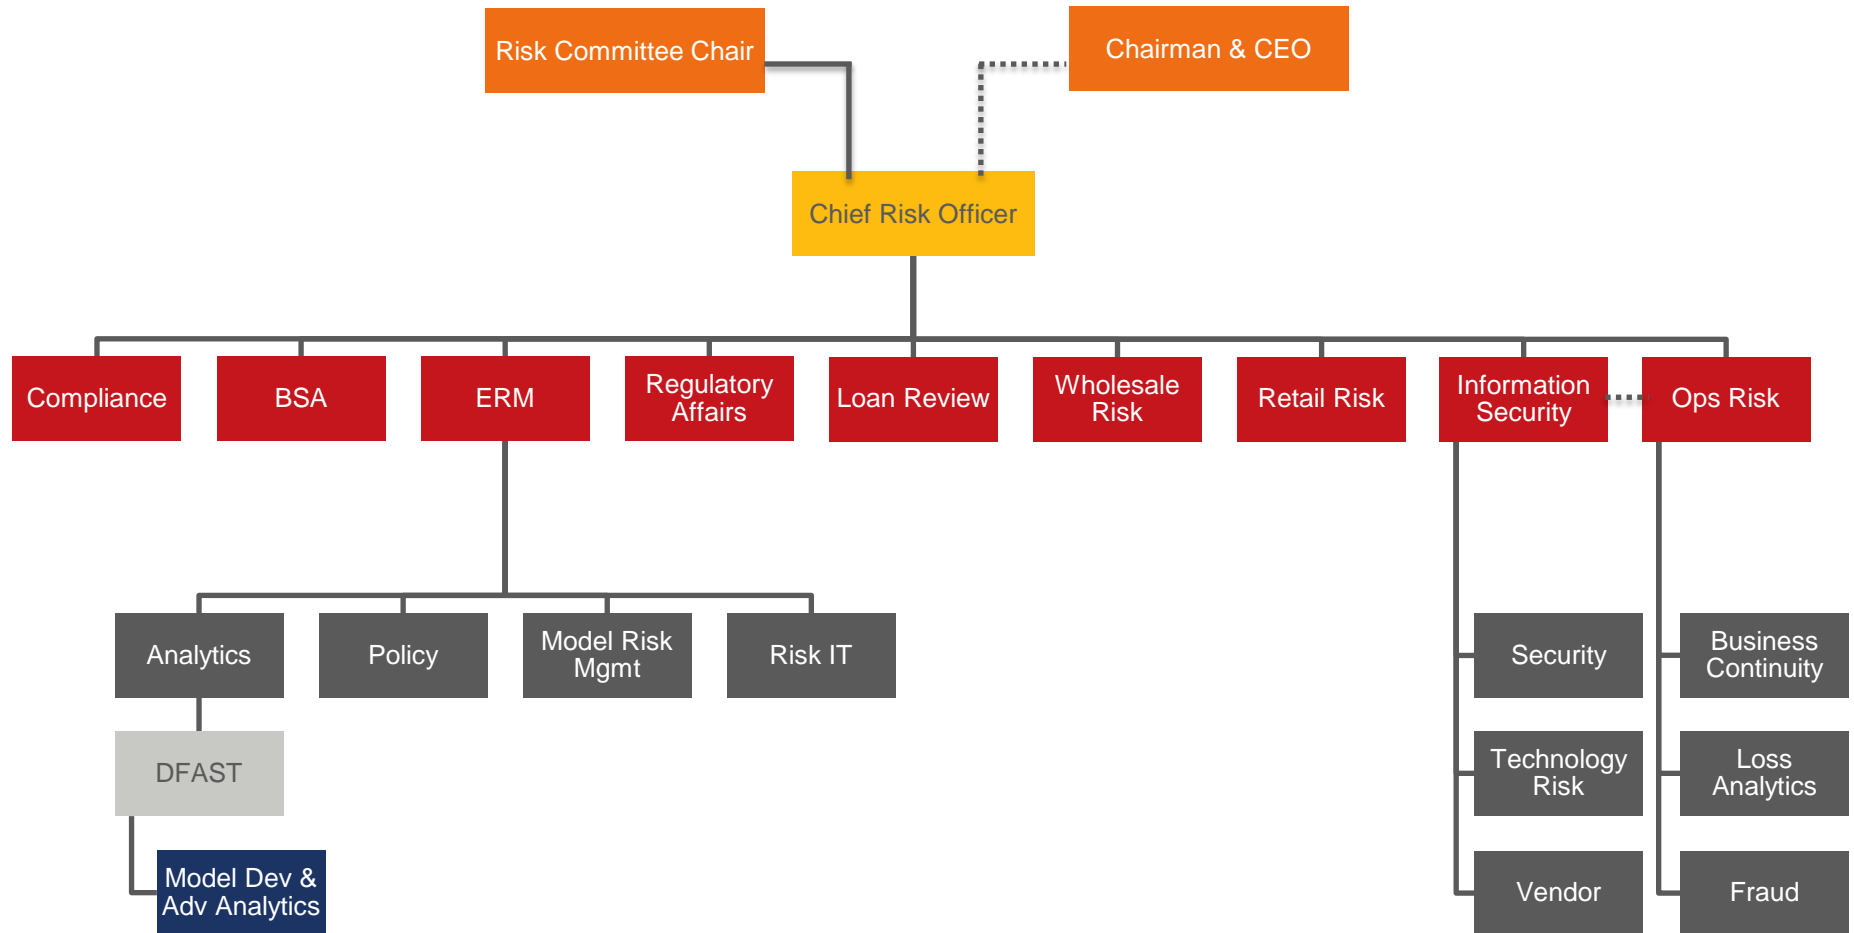 Risk Committee Chair
Chairman & CEO
Chief Risk Officer
Compliance
BSA
ERM
Regulatory
Affairs
Loan Review
Wholesale
Risk
Retail Risk
Information
Security
Ops Risk
Analytics
Policy
Model Risk
Mgmt
Risk IT
Security
Business
Continuity
DFAST
Technology
Risk
Loss
Analytics
Model Dev &
Adv Analytics
Vendor
Fraud